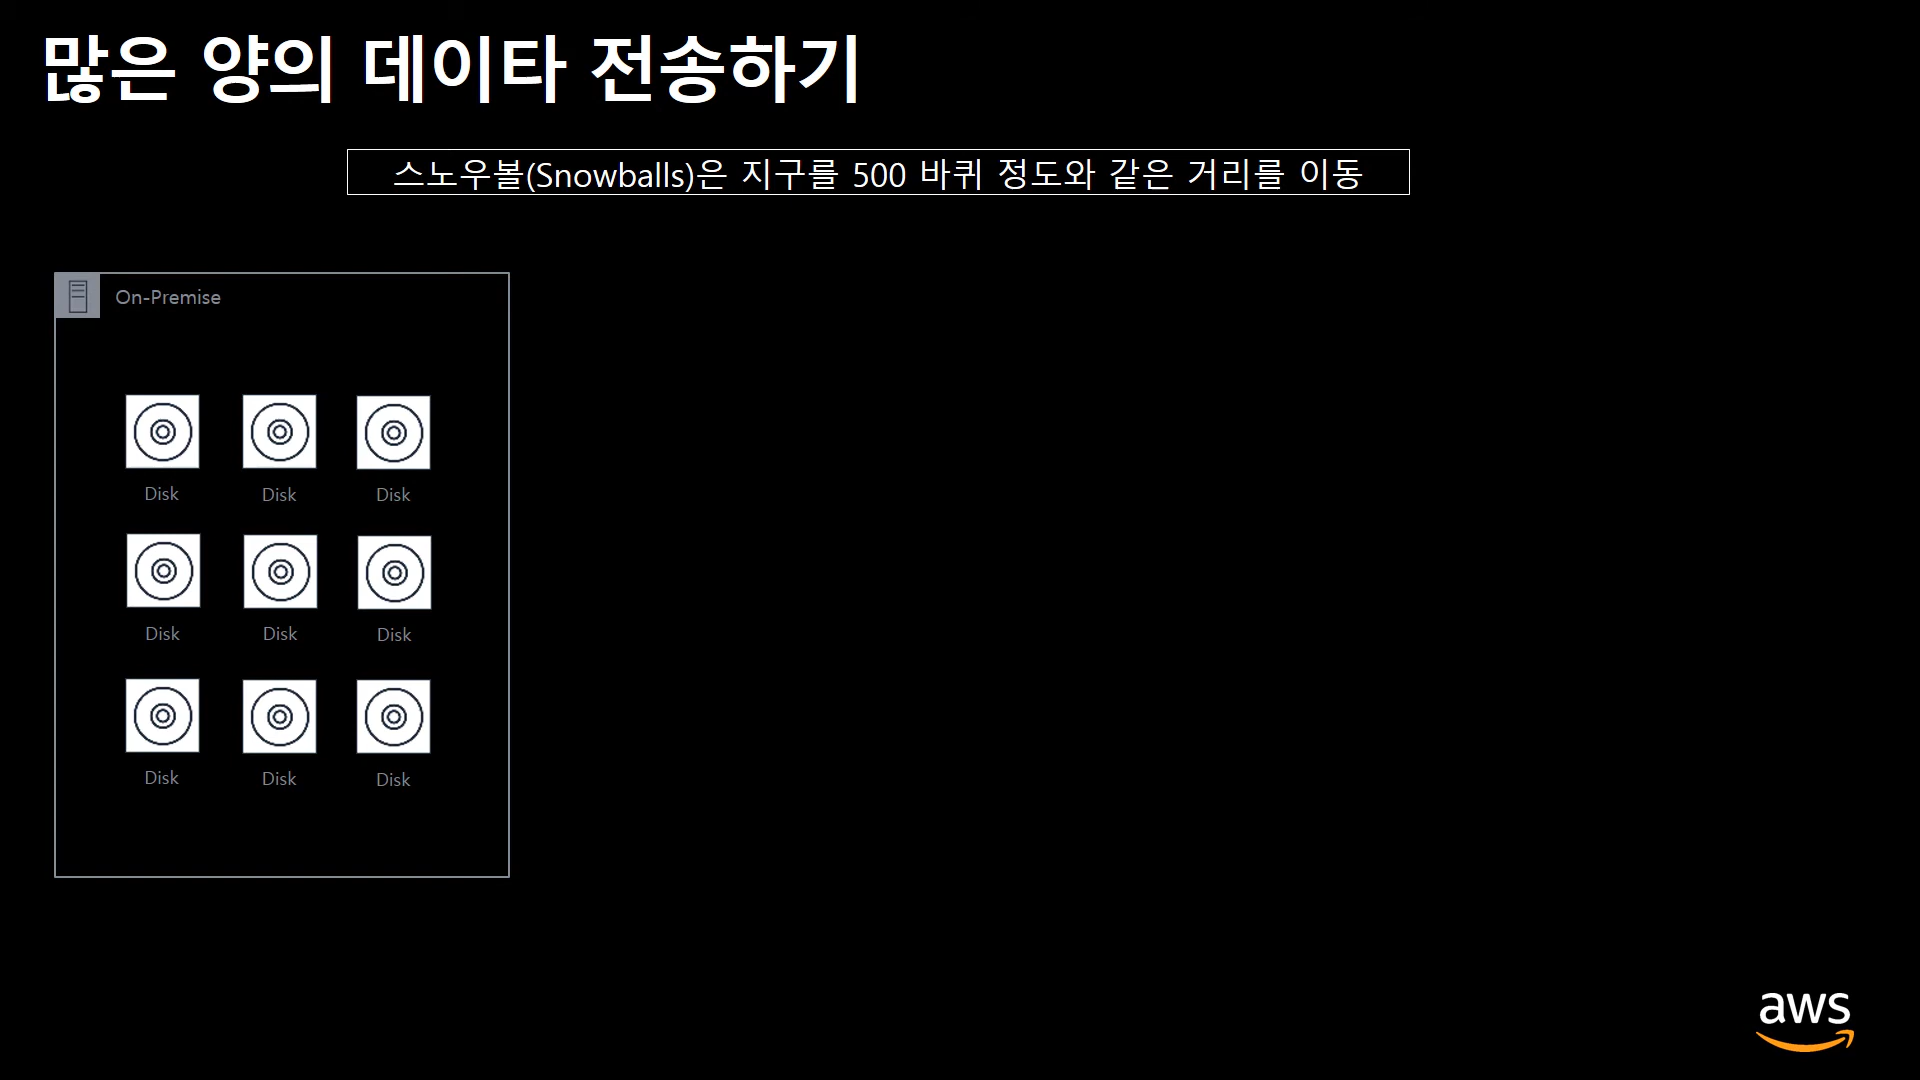 많은 양의 데이타 전송하기
스노우볼(Snowballs)은 지구를 500 바퀴 정도와 같은 거리를 이동
On-Premise
Disk Disk Disk
Disk Disk Disk
Disk Disk Disk
aws